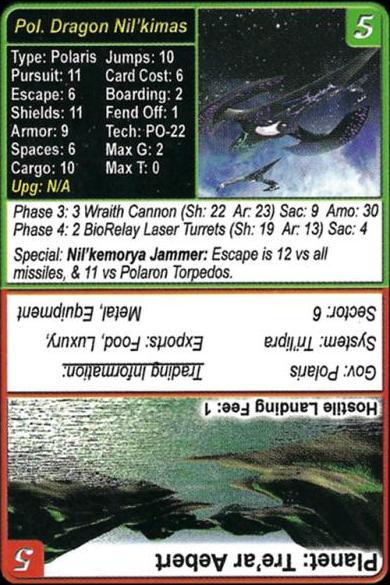 Pol. Dragon Nil'kimas
5
Type: Polaris Jumps: 10
Pursuit: 11 Card Cost: 6
Escape: 6 Boarding: 2
Shields: 11 Fend Off: 1
Armor: 9 Tech: PO-22
Spaces: 6 Max G: 2
Cargo: 10 Max T: 0
Upg: N/A
Phase 3: 3 Wraith Cannon (Sh: 22 Ar: 23) Sac: 9 Amo: 30
Phase 4: 2 BioRelay Laser Turrets (Sh: 19 Ar: 13) Sac: 4
Special: Nil'kemorya Jammer: Escape is 12 vs all
missiles, & 11 vs Polaron Torpedos.
Planet: Tre'ar Aebert
5
Hostile Landing Fee: 1
Gov: Polaris Trading Information:
System: Tri'lipra Exports: Food, Luxury,
Sector: 6 Metal, Equipment